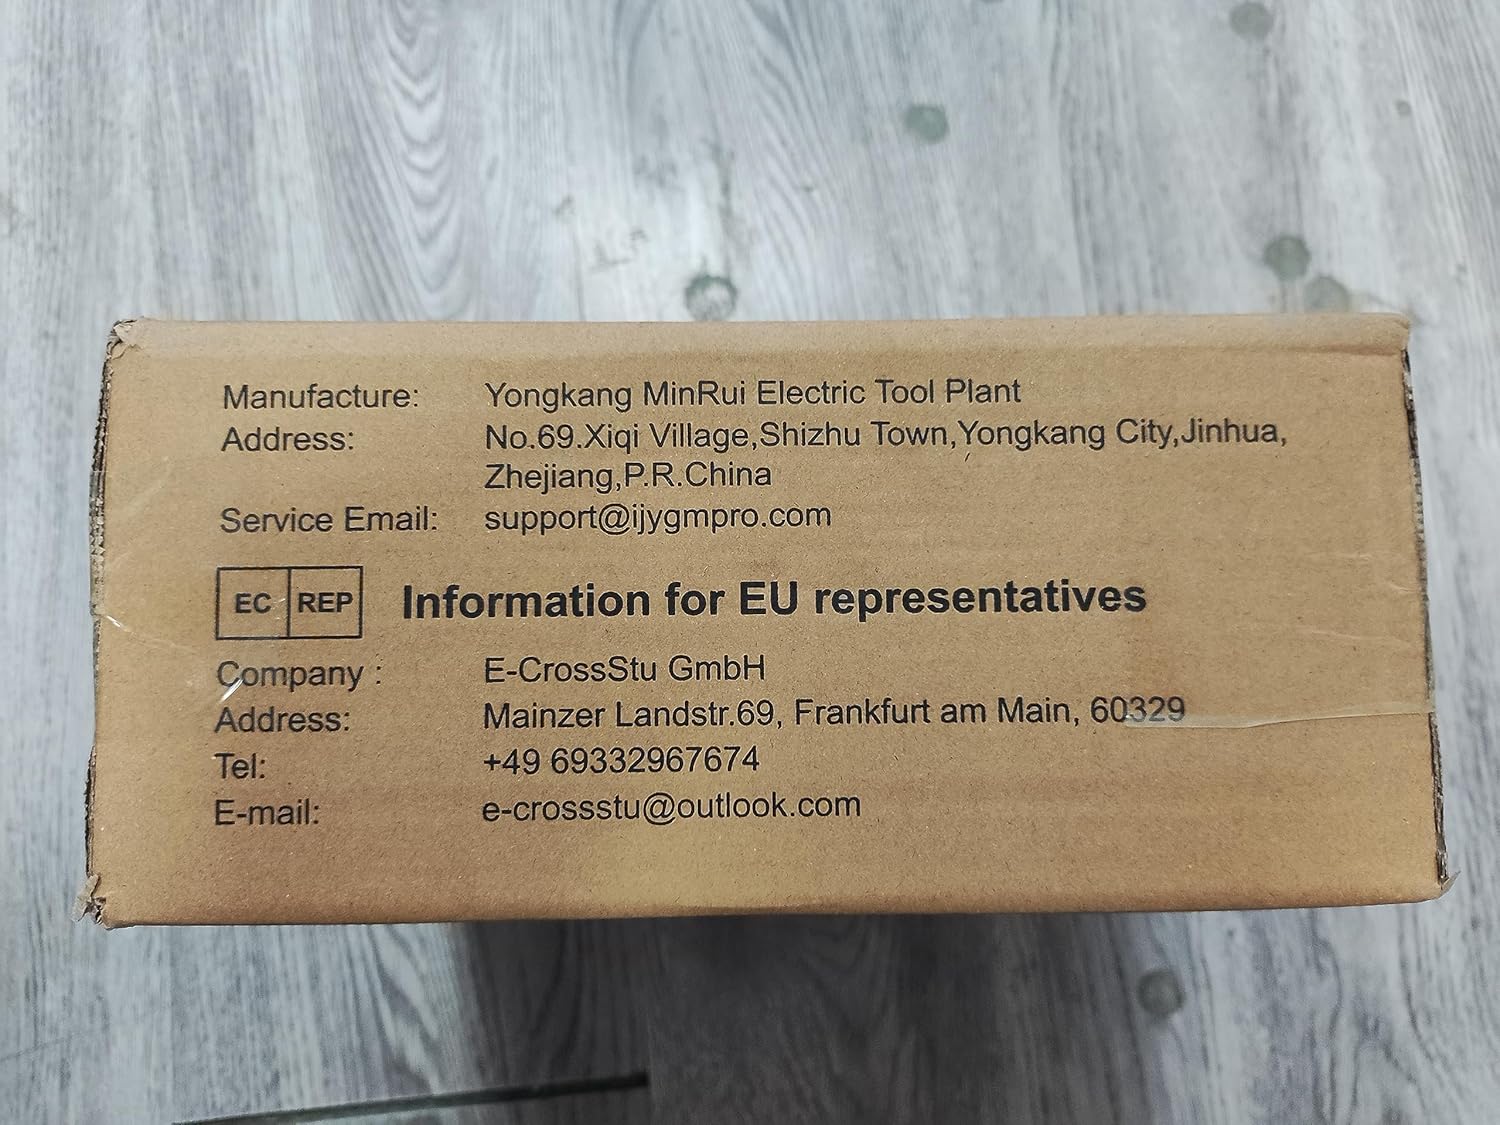 Manufacture: Yongkang MinRui Electric Tool Plant
Address: No.69.Xiqi Village,Shizhu Town,Yongkang City,Jinhua,
Zhejiang,P.R.China
Service Email: support@ijygmpro.com
EC REP Information for EU representatives
Company : E-CrossStu GmbH
Address: Mainzer Landstr.69, Frankfurt am Main, 60329
Tel: +49 69332967674
E-mail: e-crossstu@outlook.com